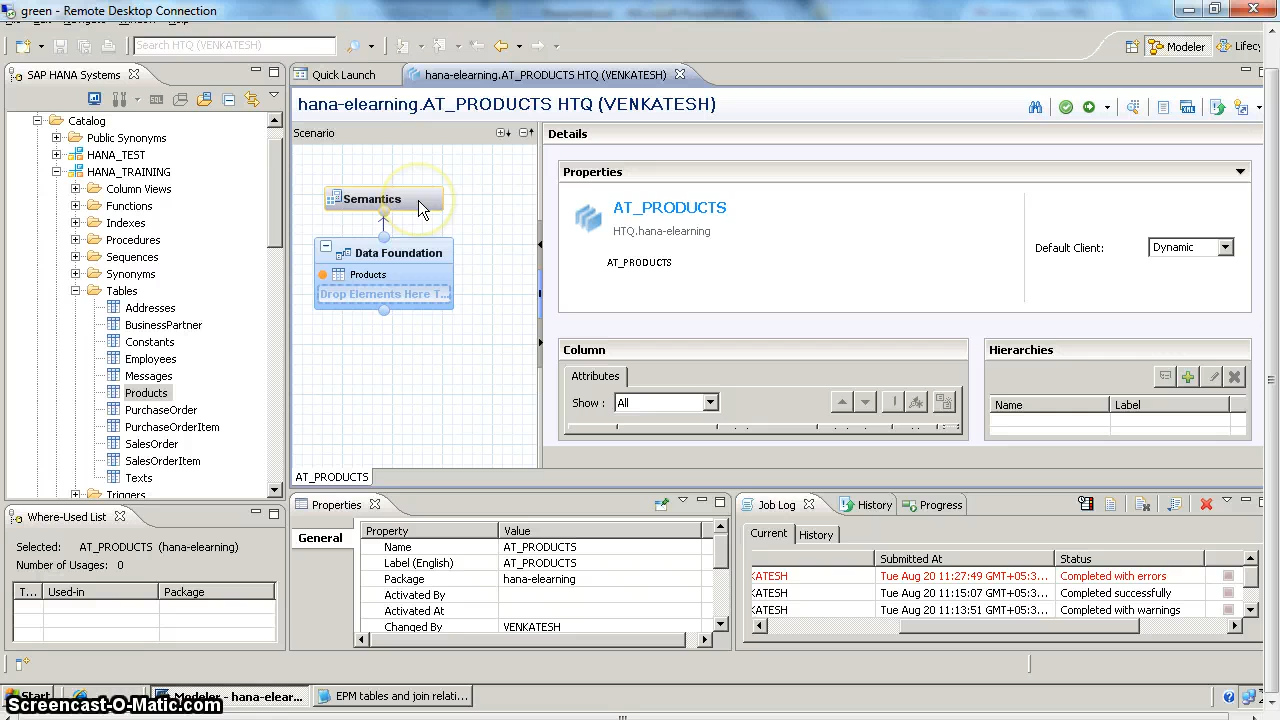 green - Remote Desktop Connection
Search HTQ (VENKATESH)
Modeler
Lifec
SAP HANA Systems
Quick Launch
hana-elearning.AT_PRODUCTS HTQ (VENKATESH)
hana-elearning.AT_PRODUCTS HTQ (VENKATESH)
SQL
Catalog
Public Synonyms
HANA_TEST
HANA_TRAINING
Column Views
Functions
Indexes
Procedures
Sequences
Synonyms
Tables
Addresses
BusinessPartner
Constants
Employees
Messages
Products
PurchaseOrder
PurchaseOrderItem
SalesOrder
SalesOrderItem
Texts
Triggers
Scenario
Semantics
Data Foundation
Products
Drop Elements Here T...
AT_PRODUCTS
Details
Properties
AT_PRODUCTS
HTQ.hana-elearning
AT_PRODUCTS
Default Client:
Dynamic
Column
Attributes
Show :
All
Hierarchies
Name
Label
Where-Used List
Selected: AT_PRODUCTS (hana-elearning)
Number of Usages: 0
T...
Used-in
Package
Properties
General
Property
Value
Name
AT_PRODUCTS
Label (English)
AT_PRODUCTS
Package
hana-elearning
Activated By
Activated At
Changed By
VENKATESH
Job Log
History
Progress
Current
History
Submitted At
Status
KATESH
Tue Aug 20 11:27:49 GMT+05:3...
Completed with errors
KATESH
Tue Aug 20 11:15:07 GMT+05:3...
Completed successfully
KATESH
Tue Aug 20 11:13:51 GMT+05:3...
Completed with warnings
Start
Modeler - hana-elear...
EPM tables and join relati...
Screencast-O-Matic.com